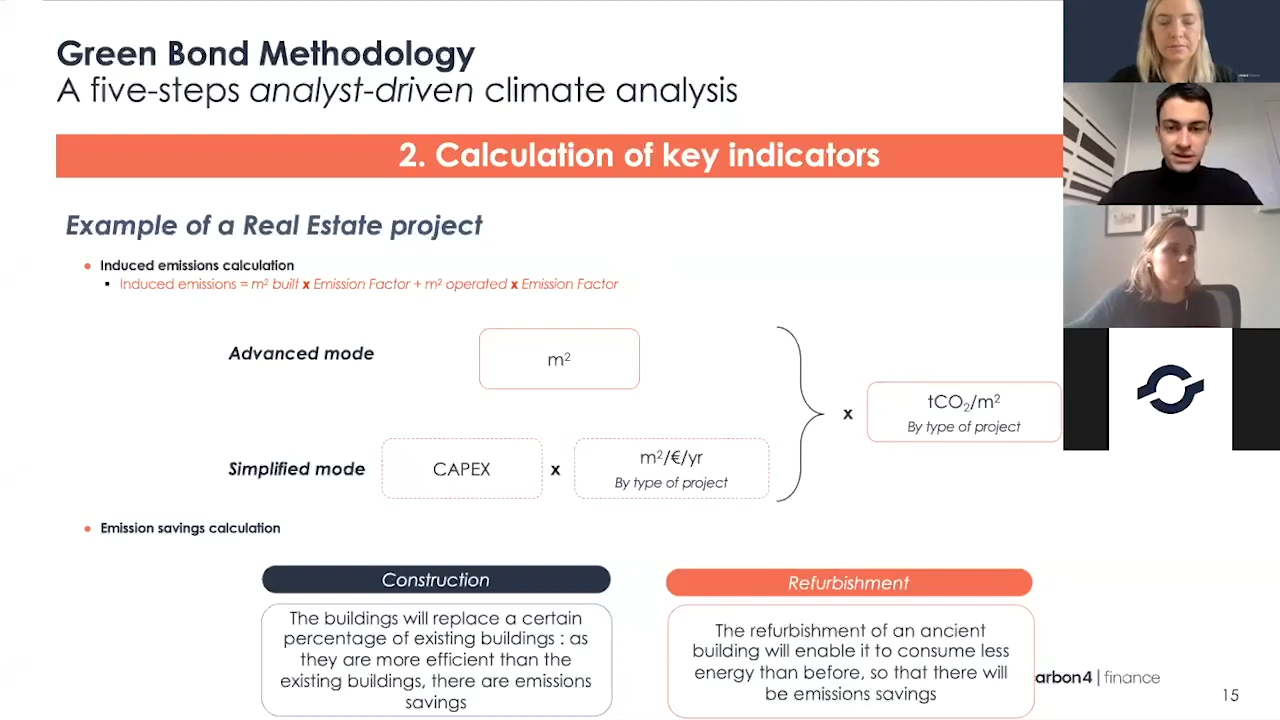 Green Bond Methodology
A five-steps analyst-driven climate analysis
2. Calculation of key indicators
Example of a Real Estate project
Induced emissions calculation
Induced emissions = m² built x Emission Factor + m² operated x Emission Factor
Advanced mode
m²
Simplified mode
CAPEX
x
m²/€/yr
By type of project
x
tCO₂/m²
By type of project
Emission savings calculation
Construction
The buildings will replace a certain
percentage of existing buildings : as
they are more efficient than the
existing buildings, there are emissions
savings
Refurbishment
The refurbishment of an ancient
building will enable it to consume less
energy than before, so that there will
be emissions savings
arbon4 | finance
15